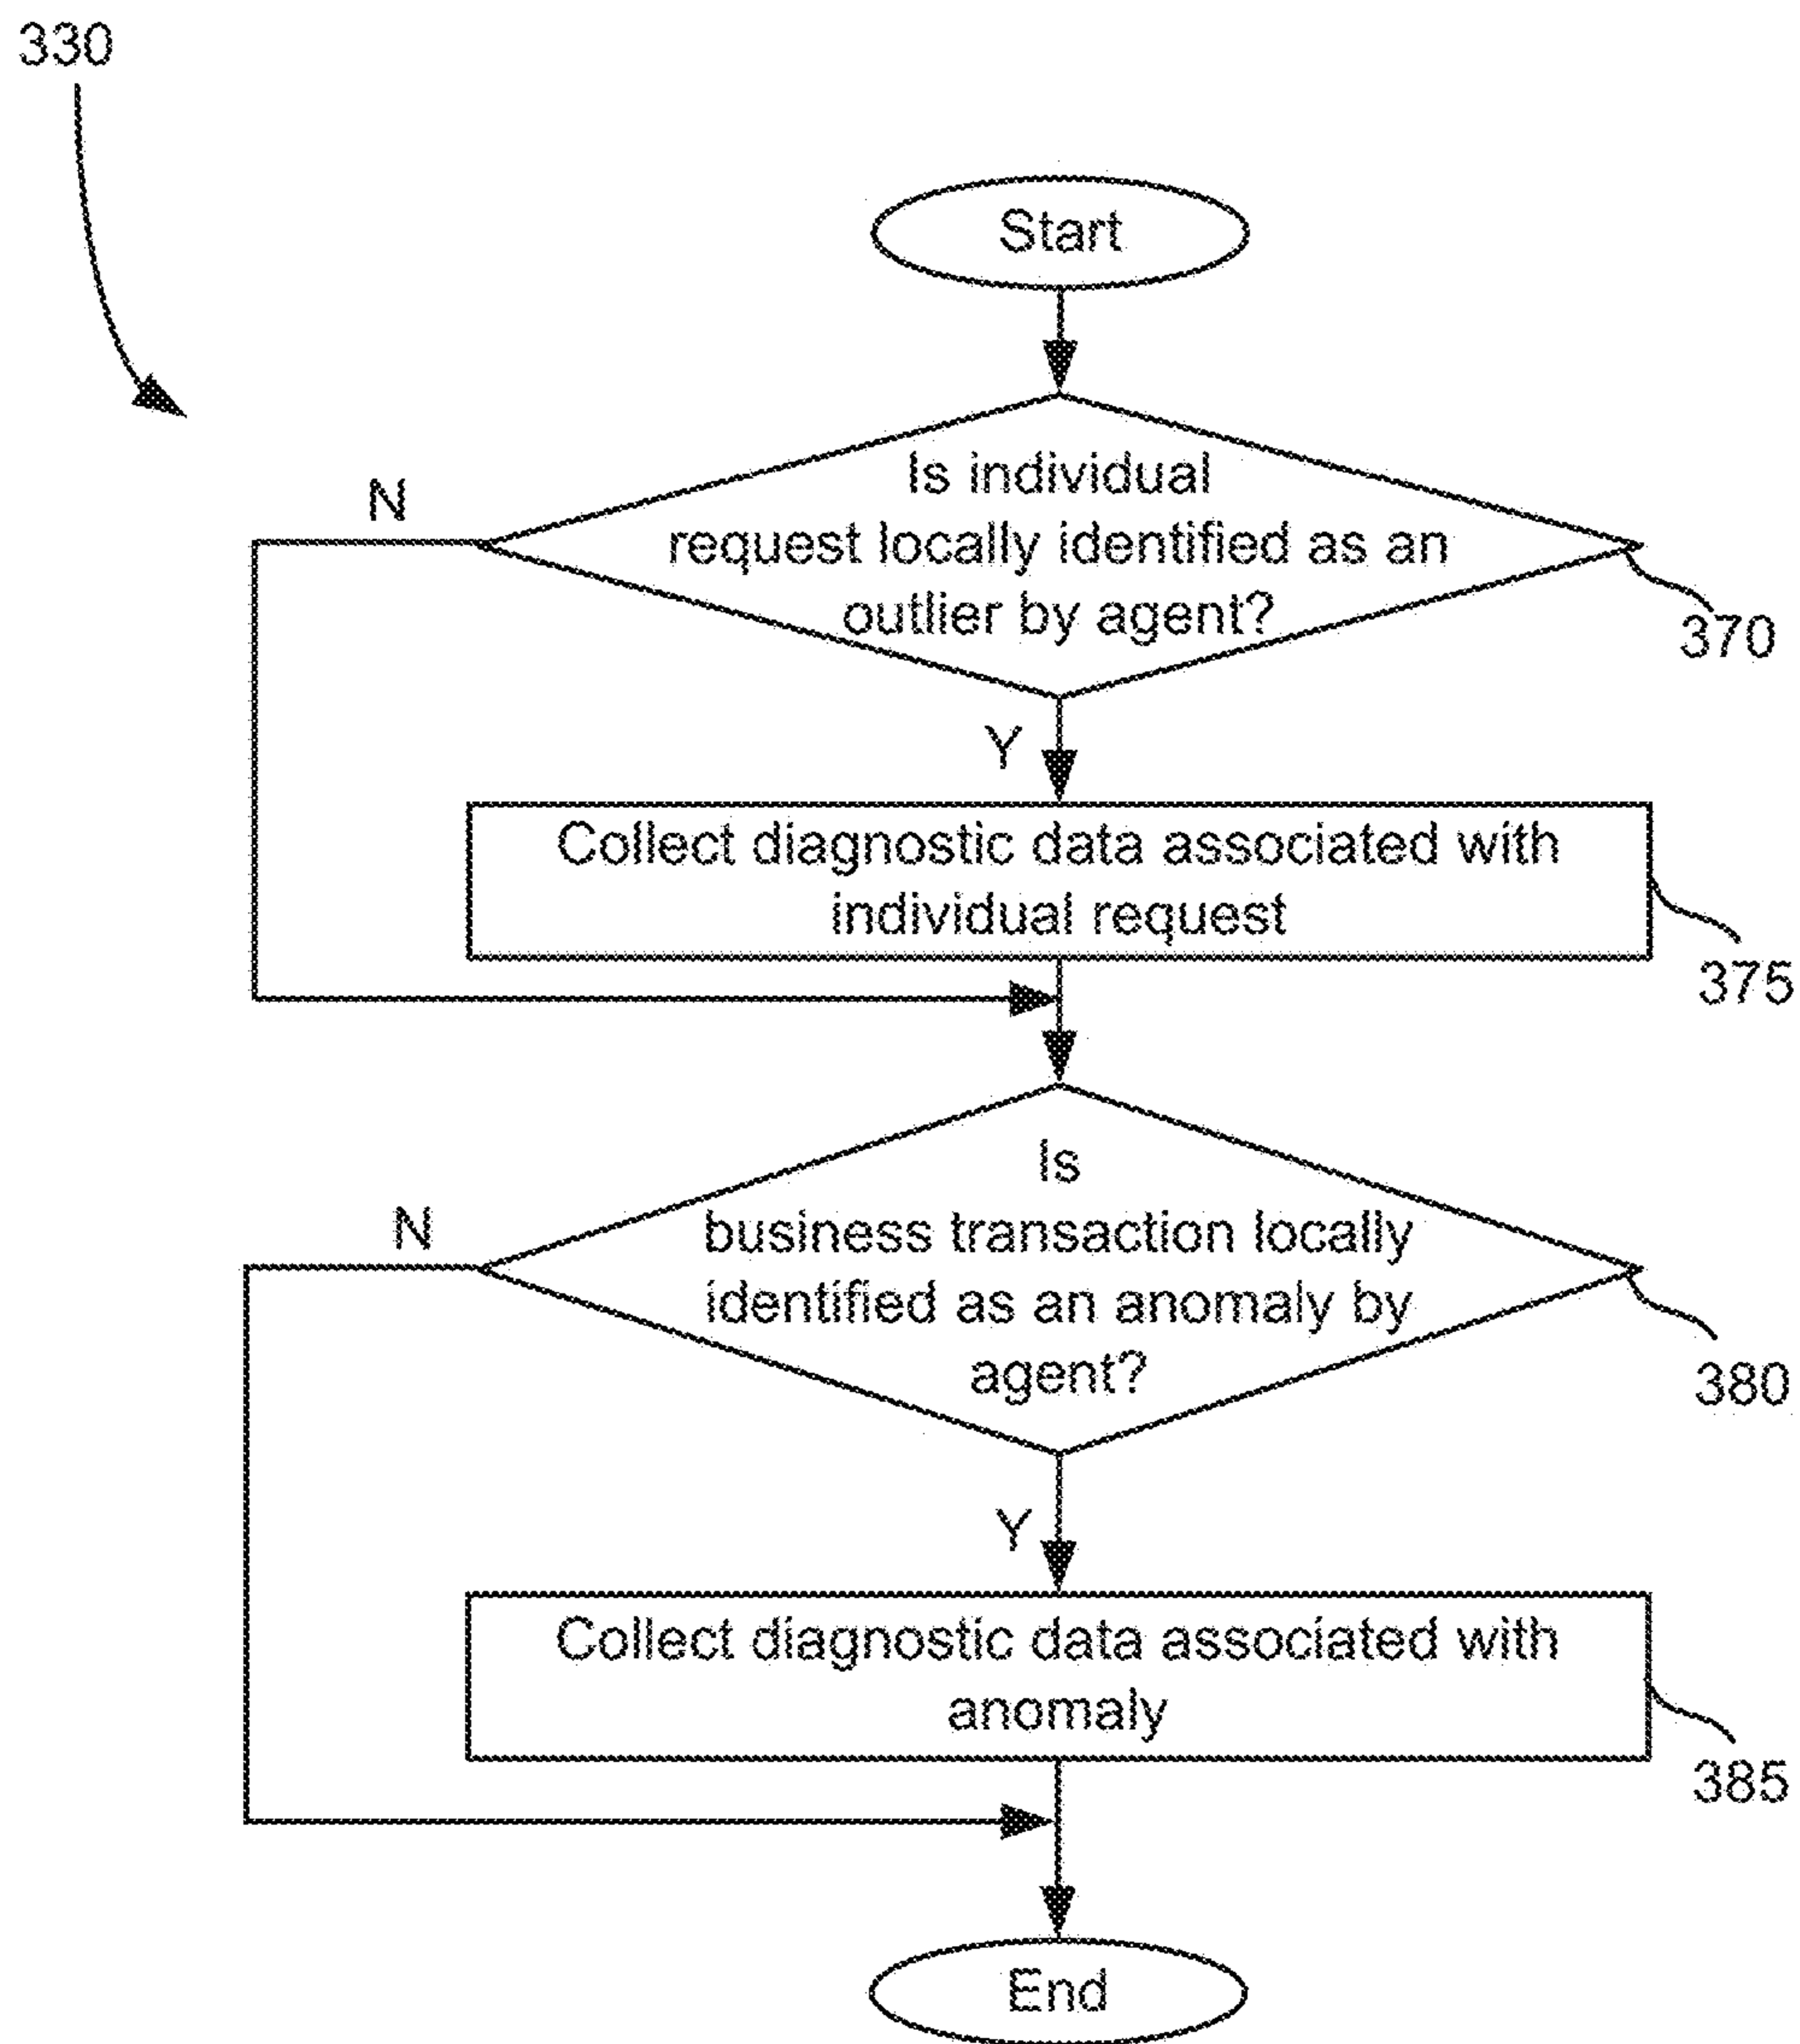 330
Start
Is individual
N
request locally identified as an
outlier by agent?
370
Y
Collect diagnostic data associated with
individual request
375
Is
N
business transaction locally
identified as an anomaly by
agent?
380
Y
Collect diagnostic data associated with
anomaly
385
End